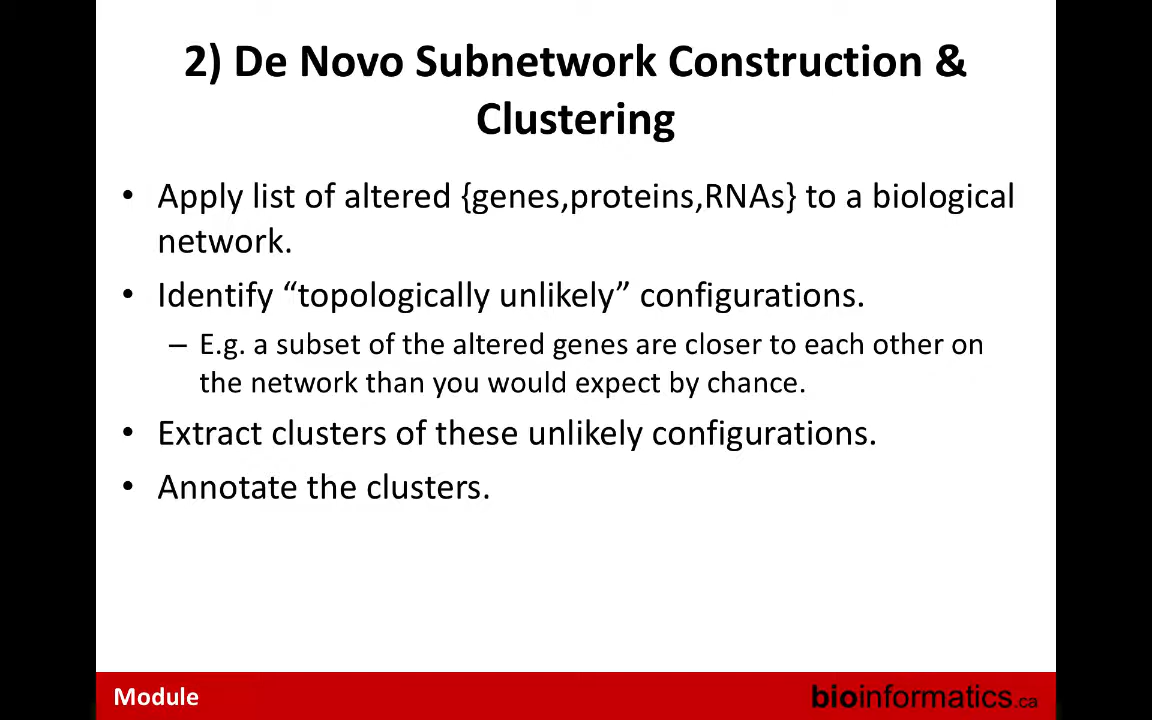 2) De Novo Subnetwork Construction &
Clustering
• Apply list of altered {genes,proteins,RNAs} to a biological
network.
• Identify “topologically unlikely” configurations.
– E.g. a subset of the altered genes are closer to each other on
the network than you would expect by chance.
• Extract clusters of these unlikely configurations.
• Annotate the clusters.
Module
bioinformatics.ca